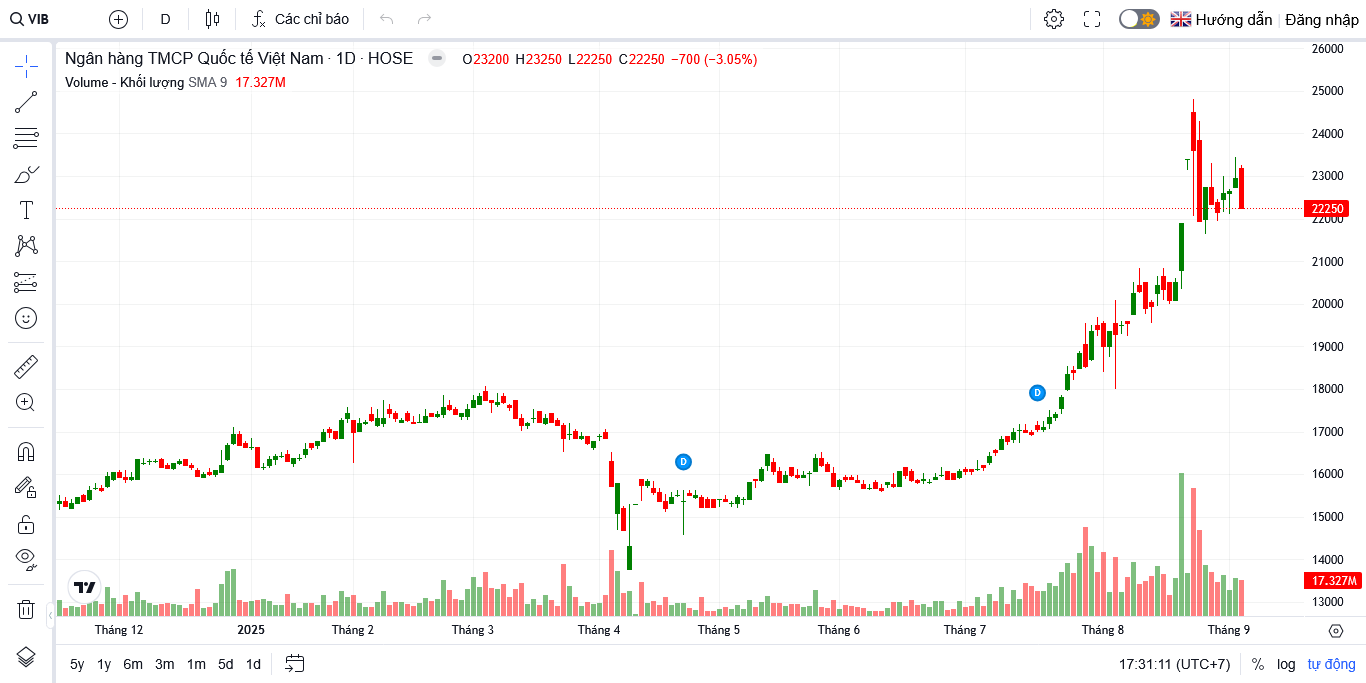 VIB D Các chỉ báo Hướng dẫn Đăng nhập
Ngân hàng TMCP Quốc tế Việt Nam · 1D · HOSE O23200 H23250 L22250 C22250 −700 (−3.05%)
Volume - Khối lượng SMA 9 17.327M
26000
25000
24000
23000
22250
22000
21000
20000
19000
18000
17000
16000
15000
14000
17.327M
13000
D
D
Tháng 12 2025 Tháng 2 Tháng 3 Tháng 4 Tháng 5 Tháng 6 Tháng 7 Tháng 8 Tháng 9
5y 1y 6m 3m 1m 5d 1d 17:31:11 (UTC+7) % log tự động